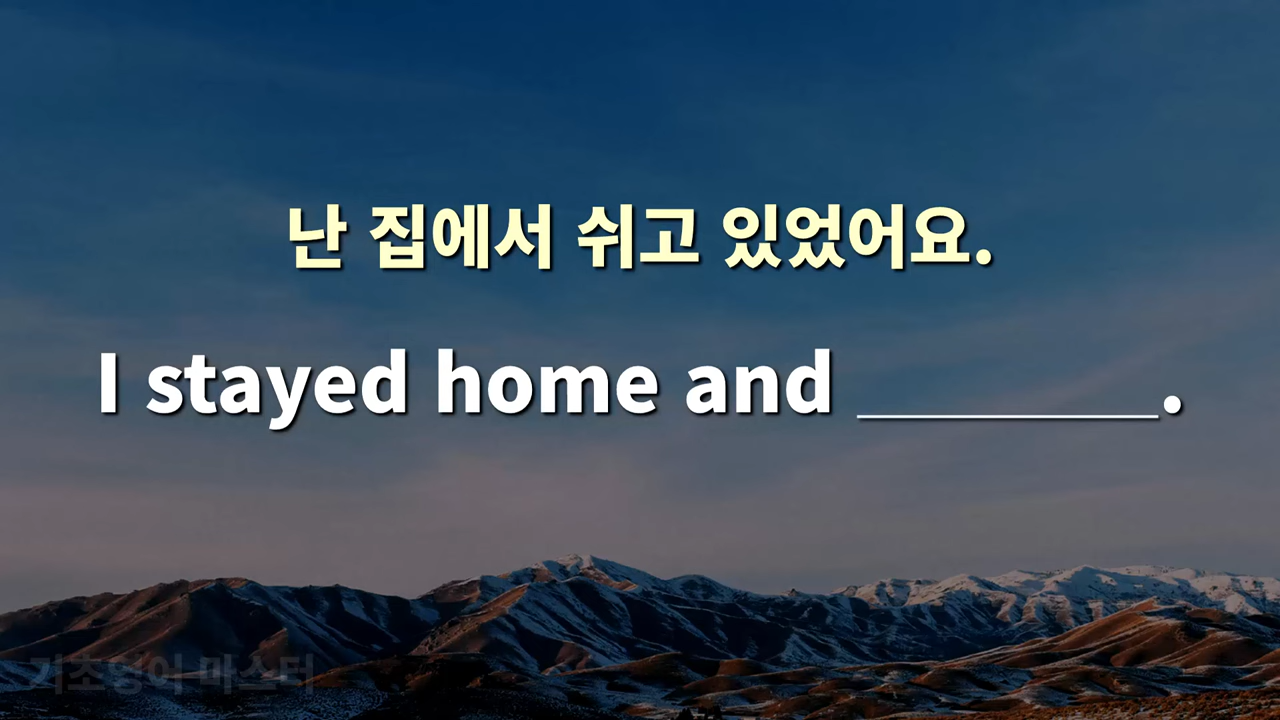 난 집에서 쉬고 있었어요.
I stayed home and ________.
기초영어 마스터